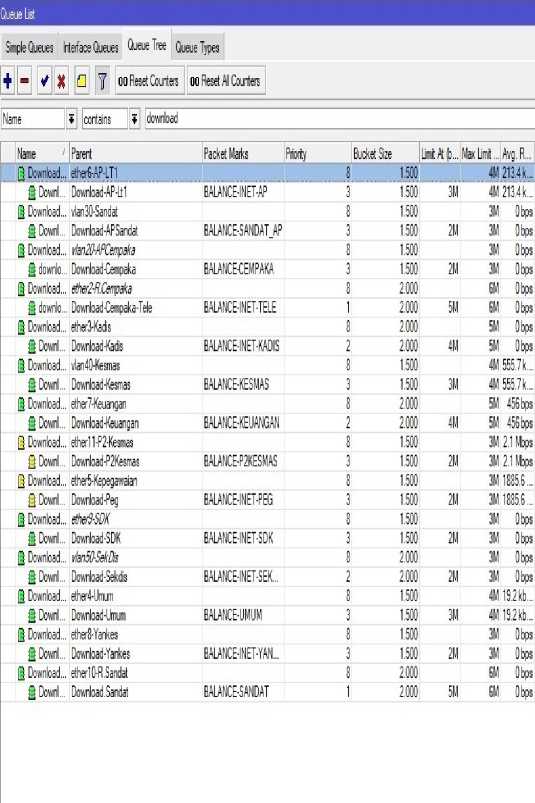 Queue List
Simple Queues Interface Queues Queue Tree Queue Types
00 Reset Counters 00 Reset All Counters
Name contains download
Name Parent Packet Marks Priority Bucket Size Limit At (b... Max Limit ... Avg. R...
Download... ether6-AP-LT1 8 1.500 4M 213.4 k...
Downl... Download-AP-Lt1 BALANCE-INET-AP 3 1.500 3M 4M 213.4 k...
Download... vlan30-Sandat 8 1.500 3M 0 bps
Downl... Download-APSandat BALANCE-SANDAT_AP 3 1.500 2M 3M 0 bps
Download... vlan20-APCempaka 8 1.500 3M 0 bps
downlo... Download-Cempaka BALANCE-CEMPAKA 3 1.500 2M 3M 0 bps
Download... ether2-R.Cempaka 8 2.000 6M 0 bps
downlo... Download-Cempaka-Tele BALANCE-INET-TELE 1 2.000 5M 6M 0 bps
Download... ether3-Kadis 8 2.000 5M 0 bps
Downl... Download-Kadis BALANCE-INET-KADIS 2 2.000 4M 5M 0 bps
Download... vlan40-Kesmas 8 1.500 4M 555.7 k...
Downl... Download-Kesmas BALANCE-KESMAS 3 1.500 3M 4M 555.7 k...
Download... ether7-Keuangan 8 2.000 5M 456 bps
Downl... Download-Keuangan BALANCE-KEUANGAN 2 2.000 4M 5M 456 bps
Download... ether11-P2-Kesmas 8 1.500 3M 2.1 Mbps
Downl... Download-P2Kesmas BALANCE-P2KESMAS 3 1.500 2M 3M 2.1 Mbps
Download... ether5-Kepegawaian 8 1.500 3M 1885.6 ...
Downl... Download-Peg BALANCE-INET-PEG 3 1.500 2M 3M 1885.6 ...
Download... ether9-SDK 8 1.500 3M 0 bps
Downl... Download-SDK BALANCE-INET-SDK 3 1.500 2M 3M 0 bps
Download... vlan50-SekDis 8 2.000 3M 0 bps
Downl... Download-Sekdis BALANCE-INET-SEK... 2 2.000 2M 3M 0 bps
Download... ether4-Umum 8 1.500 4M 19.2 kb...
Downl... Download-Umum BALANCE-UMUM 3 1.500 3M 4M 19.2 kb...
Download... ether8-Yankes 8 1.500 3M 0 bps
Downl... Download-Yankes BALANCE-INET-YAN... 3 1.500 2M 3M 0 bps
Download... ether10-R.Sandat 8 2.000 6M 0 bps
Downl... Download.Sandat BALANCE-SANDAT 1 2.000 5M 6M 0 bps